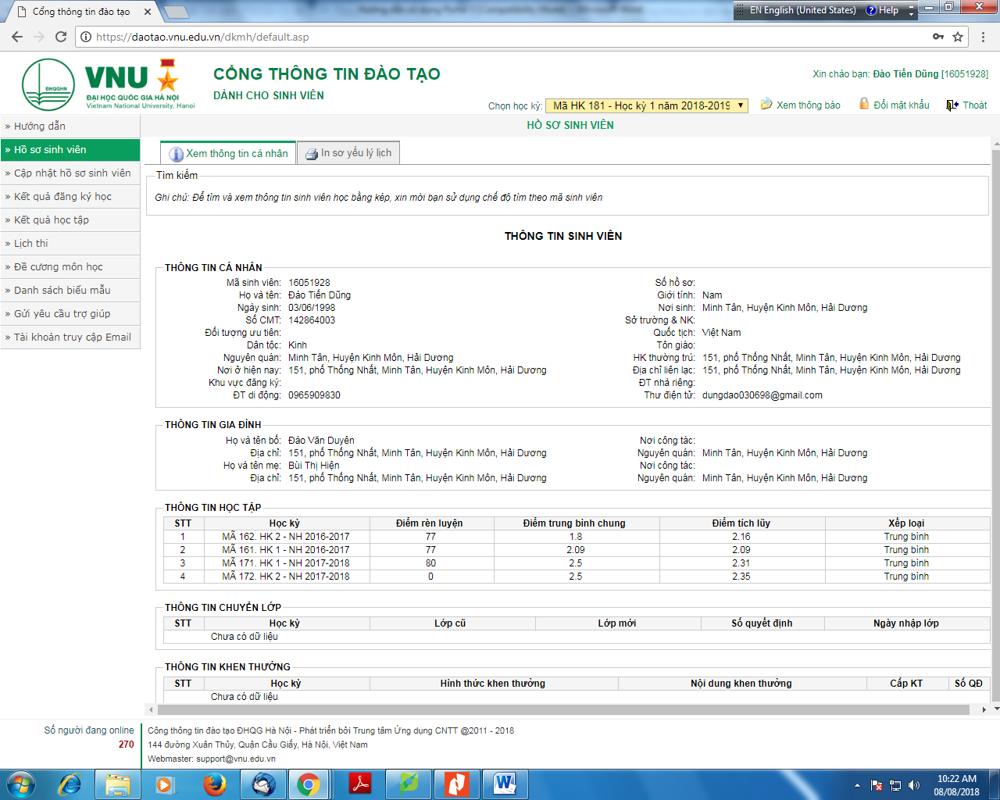 Cổng thông tin đào tạo
EN English (United States) Help
https://daotao.vnu.edu.vn/dkmh/default.asp
ĐHQGHN
VNU
ĐẠI HỌC QUỐC GIA HÀ NỘI
Vietnam National University, Hanoi
CỔNG THÔNG TIN ĐÀO TẠO
DÀNH CHO SINH VIÊN
Xin chào bạn: Đào Tiến Dũng [16051928]
Chọn học kỳ: Mã HK 181 - Học kỳ 1 năm 2018-2019 Xem thông báo Đổi mật khẩu Thoát
» Hướng dẫn
» Hồ sơ sinh viên
» Cập nhật hồ sơ sinh viên
» Kết quả đăng ký học
» Kết quả học tập
» Lịch thi
» Đề cương môn học
» Danh sách biểu mẫu
» Gửi yêu cầu trợ giúp
» Tài khoản truy cập Email
HỒ SƠ SINH VIÊN
Xem thông tin cá nhân In sơ yếu lý lịch
Tìm kiếm
Ghi chú: Để tìm và xem thông tin sinh viên học bằng kép, xin mời bạn sử dụng chế độ tìm theo mã sinh viên
THÔNG TIN SINH VIÊN
THÔNG TIN CÁ NHÂN
Mã sinh viên: 16051928 Số hồ sơ:
Họ và tên: Đào Tiến Dũng Giới tính: Nam
Ngày sinh: 03/06/1998 Nơi sinh: Minh Tân, Huyện Kinh Môn, Hải Dương
Số CMT: 142864003 Sở trường & NK:
Đối tượng ưu tiên: Quốc tịch: Việt Nam
Dân tộc: Kinh Tôn giáo:
Nguyên quán: Minh Tân, Huyện Kinh Môn, Hải Dương HK thường trú: 151, phố Thống Nhất, Minh Tân, Huyện Kinh Môn, Hải Dương
Nơi ở hiện nay: 151, phố Thống Nhất, Minh Tân, Huyện Kinh Môn, Hải Dương Địa chỉ liên lạc: 151, phố Thống Nhất, Minh Tân, Huyện Kinh Môn, Hải Dương
Khu vực đăng ký: ĐT nhà riêng:
ĐT di động: 0965909830 Thư điện tử: dungdao030698@gmail.com
THÔNG TIN GIA ĐÌNH
Họ và tên bố: Đào Văn Duyên Nơi công tác:
Địa chỉ: 151, phố Thống Nhất, Minh Tân, Huyện Kinh Môn, Hải Dương Nguyên quán: Minh Tân, Huyện Kinh Môn, Hải Dương
Họ và tên mẹ: Bùi Thị Hiện Nơi công tác:
Địa chỉ: 151, phố Thống Nhất, Minh Tân, Huyện Kinh Môn, Hải Dương Nguyên quán: Minh Tân, Huyện Kinh Môn, Hải Dương
THÔNG TIN HỌC TẬP
STT Học kỳ Điểm rèn luyện Điểm trung bình chung Điểm tích lũy Xếp loại
1 MÃ 162. HK 2 - NH 2016-2017 77 1.8 2.16 Trung bình
2 MÃ 161. HK 1 - NH 2016-2017 77 2.09 2.09 Trung bình
3 MÃ 171. HK 1 - NH 2017-2018 80 2.5 2.31 Trung bình
4 MÃ 172. HK 2 - NH 2017-2018 0 2.5 2.35 Trung bình
THÔNG TIN CHUYỂN LỚP
STT Học kỳ Lớp cũ Lớp mới Số quyết định Ngày nhập lớp
Chưa có dữ liệu
THÔNG TIN KHEN THƯỞNG
STT Học kỳ Hình thức khen thưởng Nội dung khen thưởng Cấp KT Số QĐ
Chưa có dữ liệu
Số người đang online
270
Cổng thông tin đào tạo ĐHQG Hà Nội - Phát triển bởi Trung tâm Ứng dụng CNTT @2011 - 2018
144 đường Xuân Thủy, Quận Cầu Giấy, Hà Nội, Việt Nam
Webmaster: support@vnu.edu.vn
10:22 AM
08/08/2018